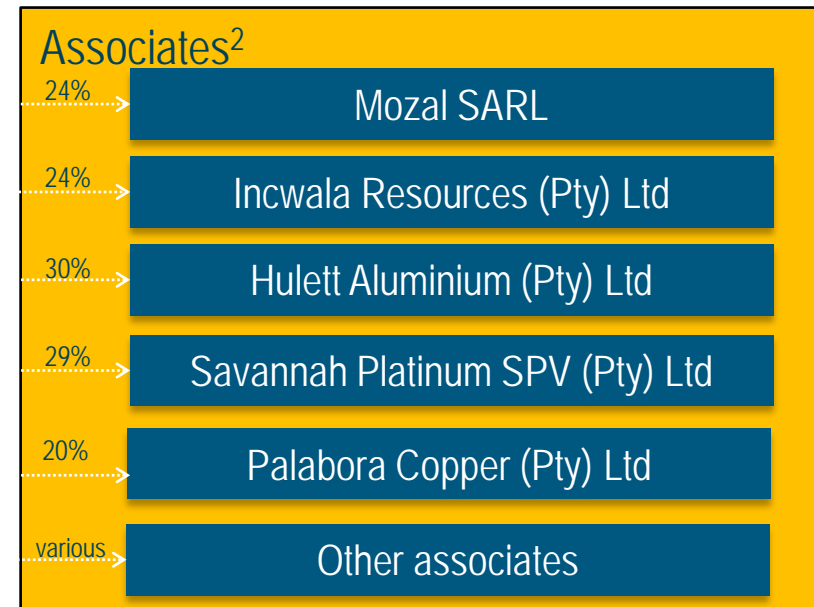 Associates2
24%
Mozal SARL
24%
Incwala Resources (Pty) Ltd
30%
Hulett Aluminium (Pty) Ltd
29%
Savannah Platinum SPV (Pty) Ltd
20%
Palabora Copper (Pty) Ltd
various
Other associates